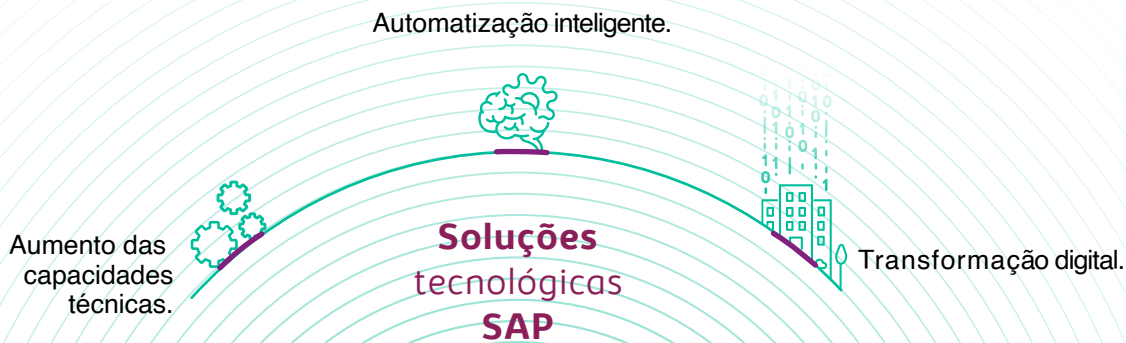 Automatização inteligente.
Aumento das
capacidades
técnicas.
Soluções
tecnológicas
SAP
Transformação digital.